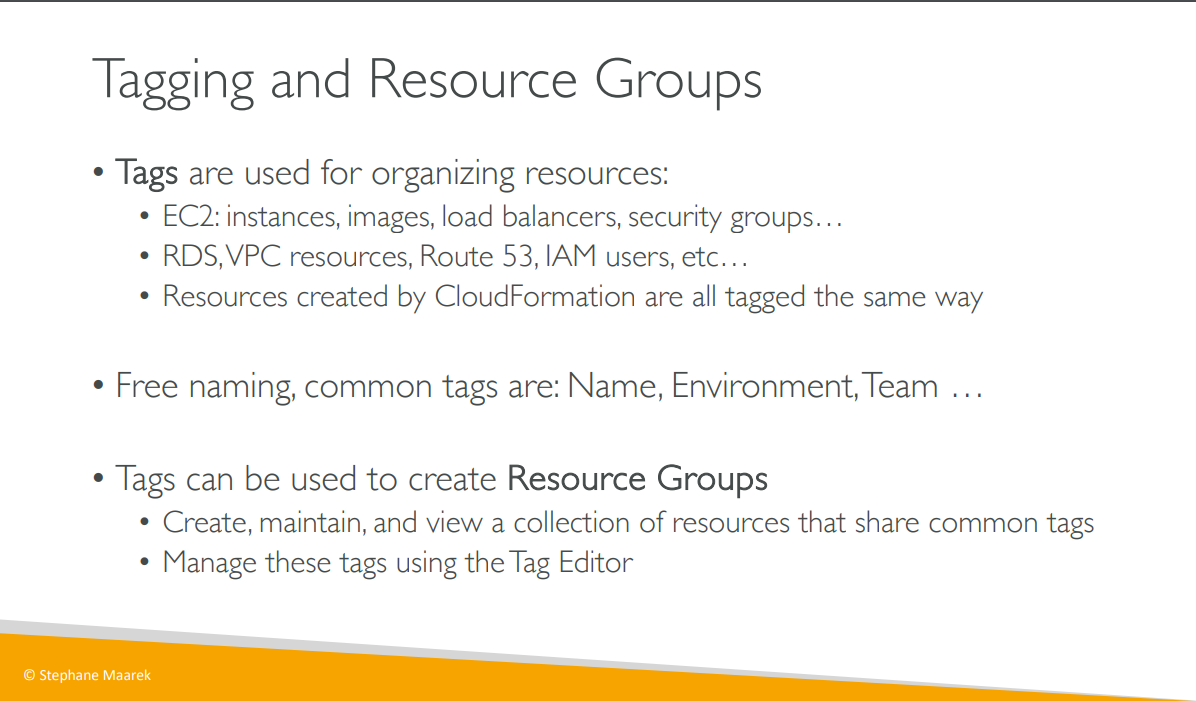 Tagging and Resource Groups
• Tags are used for organizing resources:
• EC2: instances, images, load balancers, security groups…
• RDS, VPC resources, Route 53, IAM users, etc…
• Resources created by CloudFormation are all tagged the same way
• Free naming, common tags are: Name, Environment, Team …
• Tags can be used to create Resource Groups
• Create, maintain, and view a collection of resources that share common tags
• Manage these tags using the Tag Editor
© Stephane Maarek